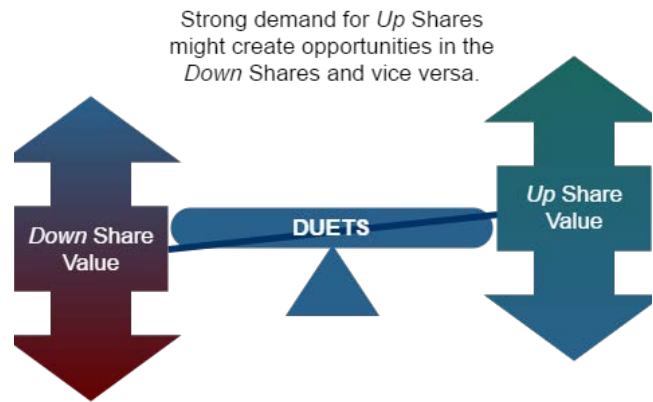 Strong demand for Up Shares
might create opportunities in the
Down Shares and vice versa.
Down Share
Value
DUETS
Up Share
Value